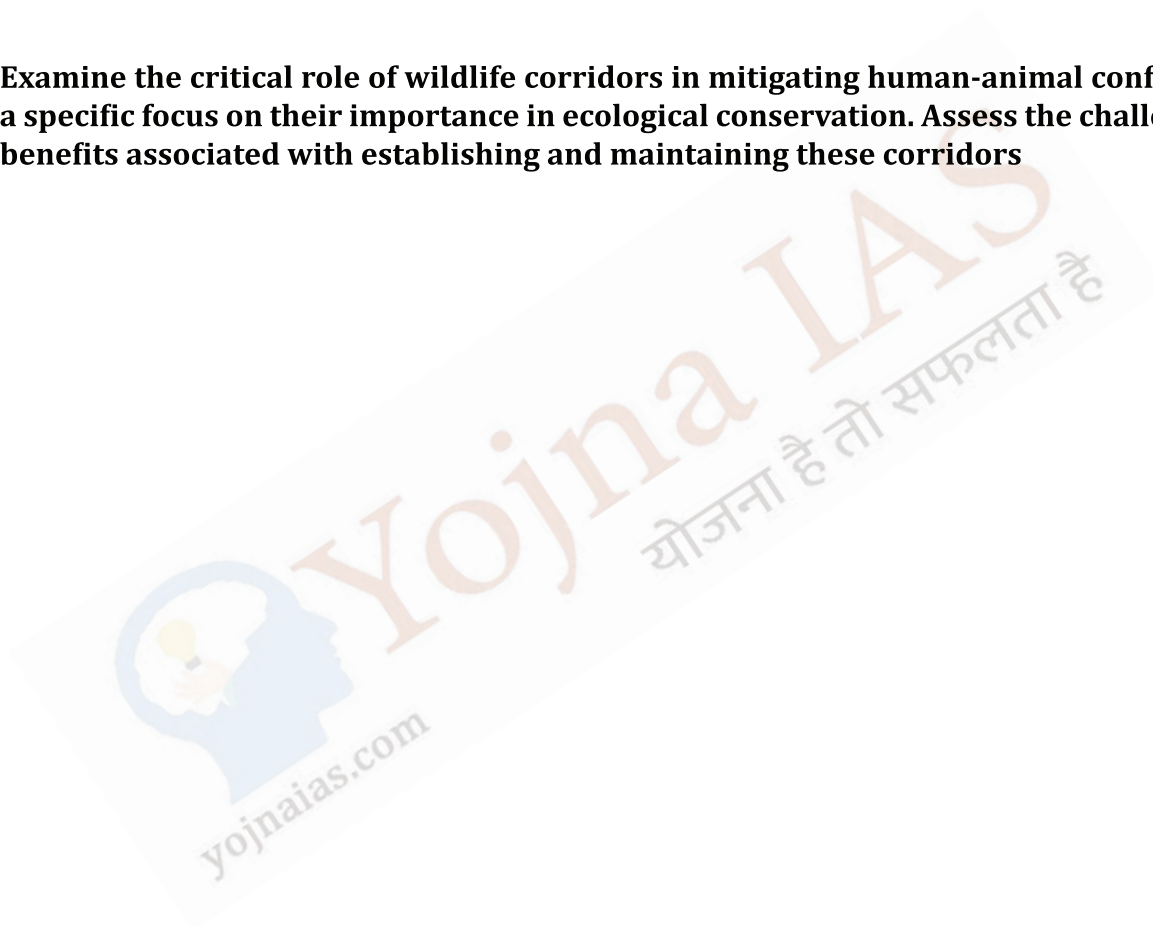 Examine the critical role of wildlife corridors in mitigating human-animal conf
a specific focus on their importance in ecological conservation. Assess the challe
benefits associated with establishing and maintaining these corridors
Yojna IAS
योजना है तो सफलता है
yojnaias.com